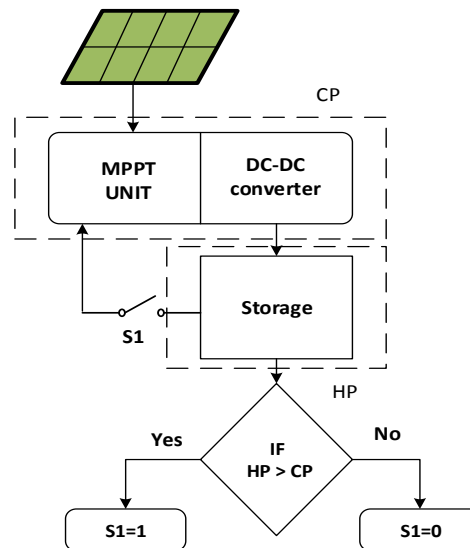 CP
MPPT
UNIT
DC-DC
converter
Storage
S1
HP
Yes
No
IF
HP > CP
S1=1
S1=0